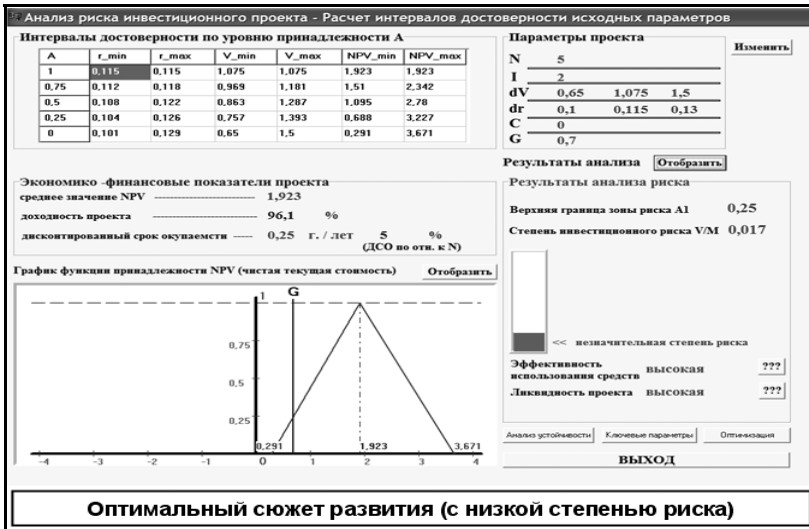 Анализ риска инвестиционного проекта - Расчет интервалов достоверности исходных параметров
Интервалы достоверности по уровню принадлежности А
A r_min r_max V_min V_max NPV_min NPV_max
1 0,115 0,115 1,075 1,075 1,923 1,923
0,75 0,112 0,118 0,969 1,181 1,51 2,342
0,5 0,108 0,122 0,863 1,287 1,095 2,78
0,25 0,104 0,126 0,757 1,393 0,688 3,227
0 0,101 0,129 0,65 1,5 0,291 3,671
Параметры проекта
Изменить
N 5
I 2
dV 0,65 1,075 1,5
dr 0,1 0,115 0,13
C 0
G 0,7
Результаты анализа Отобразить
Экономико -финансовые показатели проекта
среднее значение NPV ---------------------------- 1,923
доходность проекта ---------------------------- 96,1 %
дисконтированный срок окупаемсти ----- 0,25 г. / лет 5 %
(ДСО по отн. к N)
Результаты анализа риска
Верхняя граница зоны риска A1 0,25
Степень инвестиционного риска V/M 0,017
<< незначительная степень риска
Эффективность
использования средств высокая ???
Ликвидность проекта высокая ???
График функции принадлежности NPV (чистая текущая стоимость) Отобразить
1 G
0,75
0,5
0,25
0,291 1,923 3,671
-4 -3 -2 -1 0 1 2 3 4
Анализ устойчивости Ключевые параметры Оптимизация
ВЫХОД
Оптимальный сюжет развития (с низкой степенью риска)